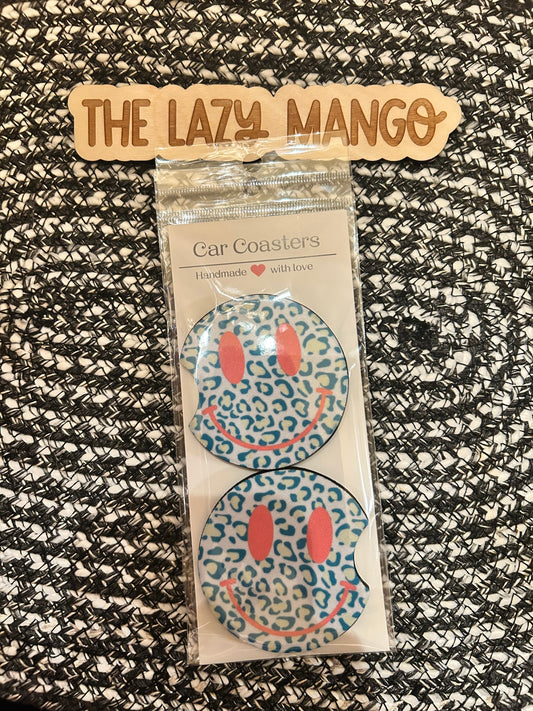 THE LAZY MANGO
Car Coasters
Handmade ❤ with love